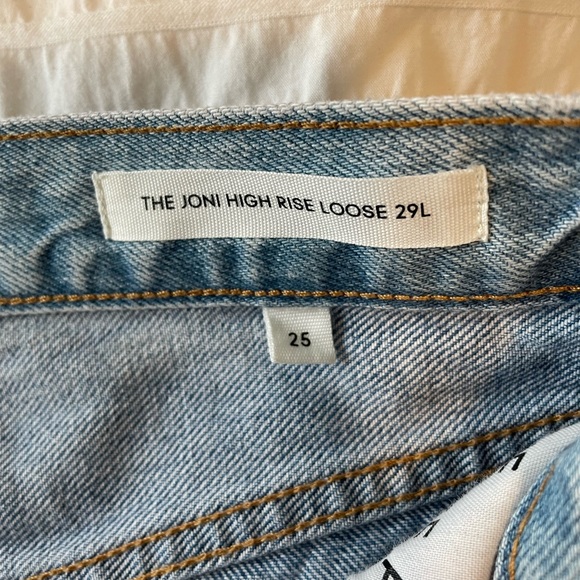 THE JONI HIGH RISE LOOSE 29L
25